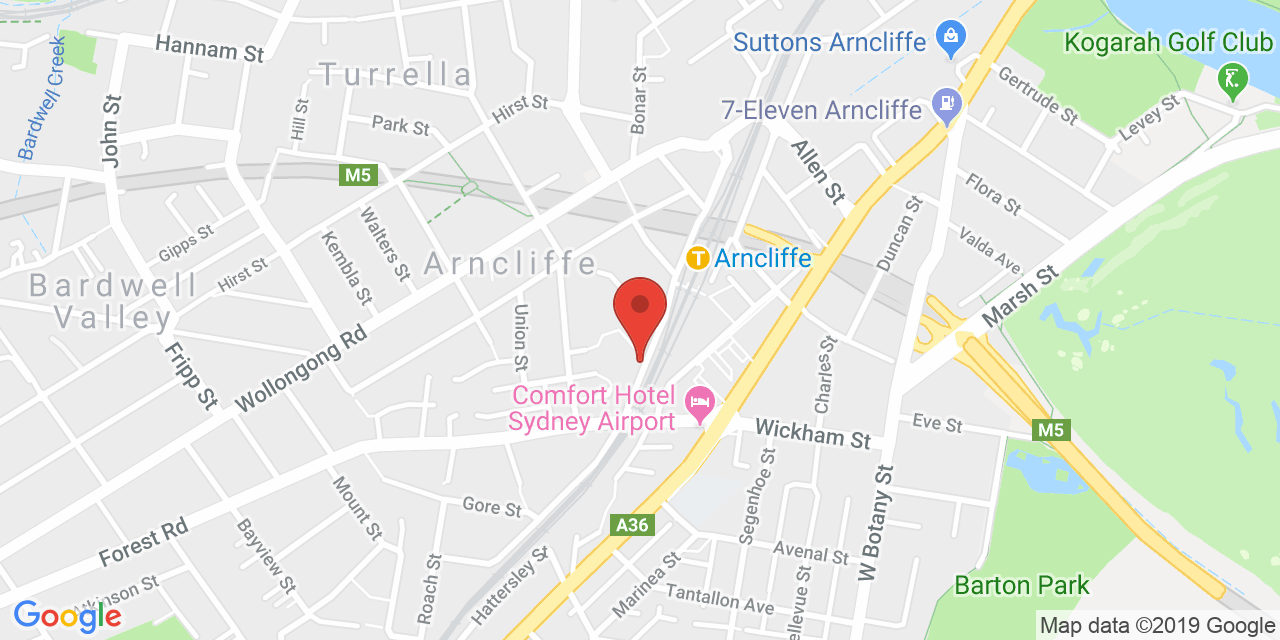 Suttons Arncliffe
Kogarah Golf Club
Hannam St
Turrella
Bardwell Creek
John St
Hill St
Park St
Hirst St
Bonar St
7-Eleven Arncliffe
Gertrude St
Levey St
Allen St
M5
Flora St
Valda Ave
Duncan St
Gipps St
Hirst St
Walters St
Kembla St
Arncliffe
T
Arncliffe
Marsh St
Bardwell
Valley
Union St
Wollongong Rd
Fripp St
Charles St
Comfort Hotel
Sydney Airport
Wickham St
Eve St
M5
Mount St
Gore St
Segenhoe St
W Botany St
A36
Forest Rd
Bayview St
Roach St
Hattersley St
Avenal St
Marinea St
Tantallon Ave
Barton Park
Google
Map data ©2019 Google